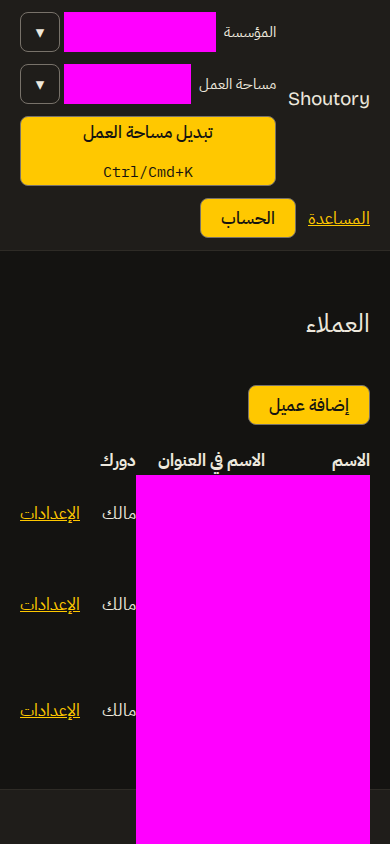 المؤسسة
▼
مساحة العمل
▼
Shoutory
تبديل مساحة العمل
Ctrl/Cmd+K
المساعدة
الحساب
العملاء
إضافة عميل
الاسم الاسم في العنوان دورك
مالك الإعدادات
مالك الإعدادات
مالك الإعدادات